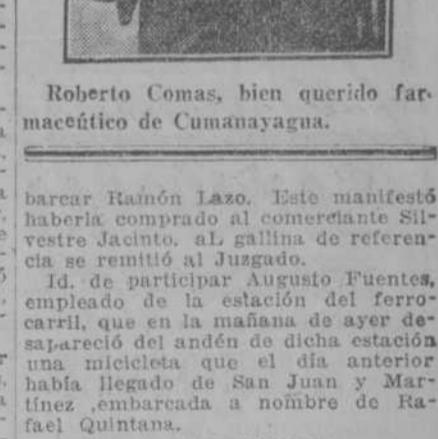 Roberto Comas, bien querido far-
macéutico de Cumanayagua.
barcar Ramón Lazo. Este manifestó
haberla comprado al comerciante Sil-
vestre Jacinto. aL gallina de referen-
cia se remitió al Juzgado.
Id. de participar Augusto Fuentes,
empleado de la estación del ferro-
carril, que en la mañana de ayer de-
sapareció del andén de dicha estación
una micicleta que el día anterior
había llegado de San Juan y Mar-
tínez ,embarcada a nombre de Ra-
fael Quintana.